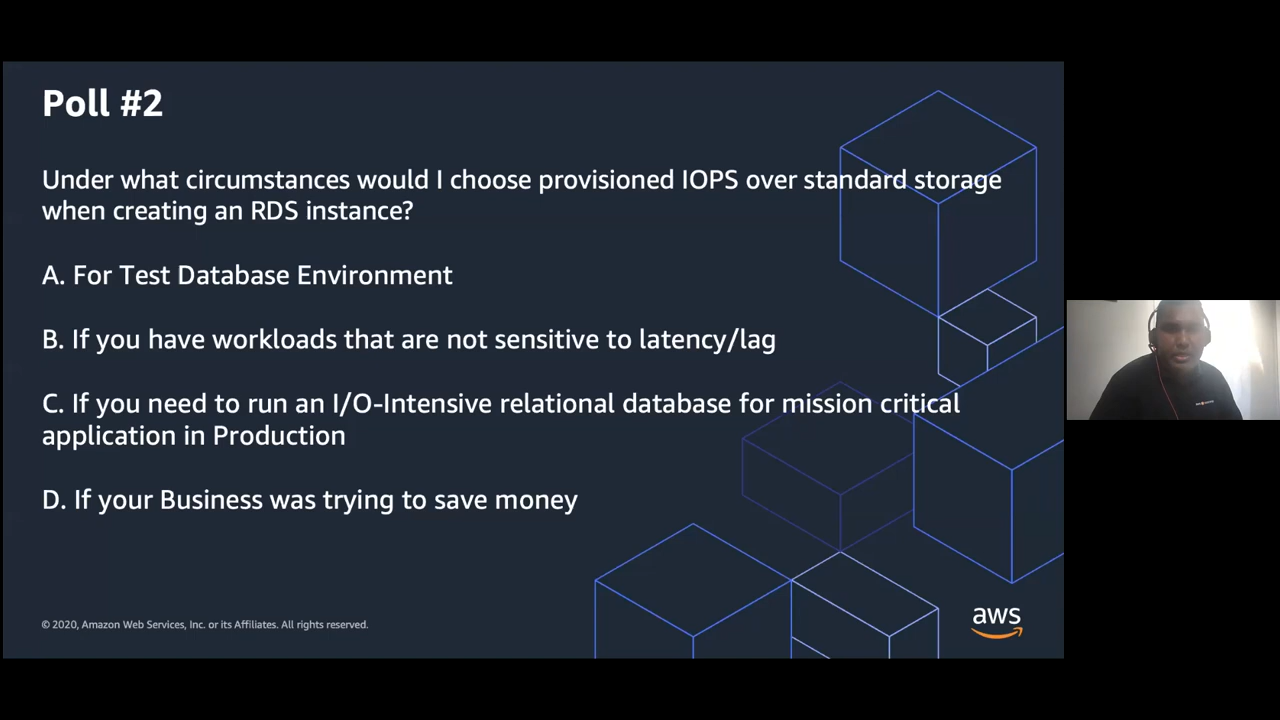 Poll #2
Under what circumstances would I choose provisioned IOPS over standard storage
when creating an RDS instance?
A. For Test Database Environment
B. If you have workloads that are not sensitive to latency/lag
C. If you need to run an I/O-Intensive relational database for mission critical
application in Production
D. If your Business was trying to save money
© 2020, Amazon Web Services, Inc. or its Affiliates. All rights reserved.
aws